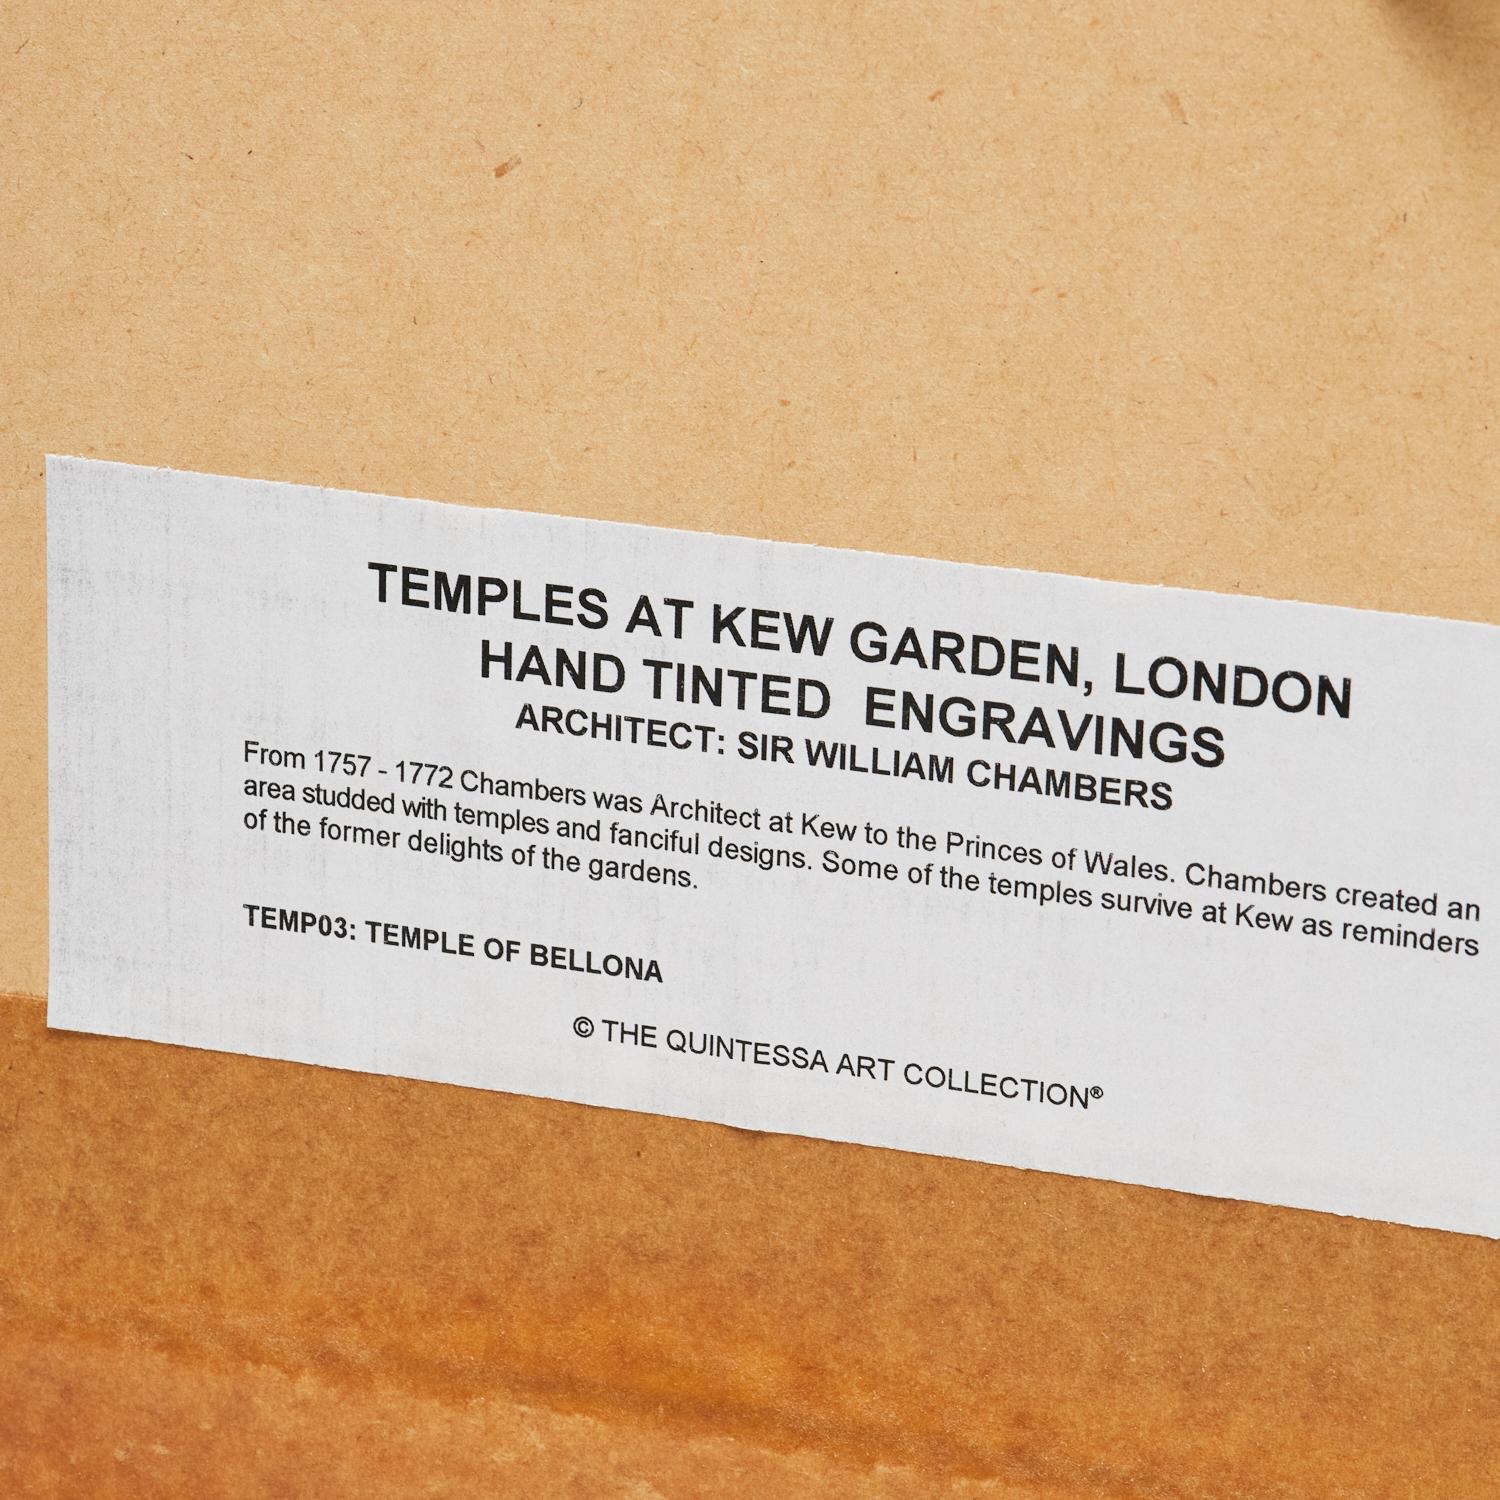 TEMPLES AT KEW GARDEN, LONDON
HAND TINTED ENGRAVINGS
ARCHITECT: SIR WILLIAM CHAMBERS
From 1757 - 1772 Chambers was Architect at Kew to the Princes of Wales. Chambers created an
area studded with temples and fanciful designs. Some of the temples survive at Kew as reminders
of the former delights of the gardens.
TEMP03: TEMPLE OF BELLONA
© THE QUINTESSA ART COLLECTION®